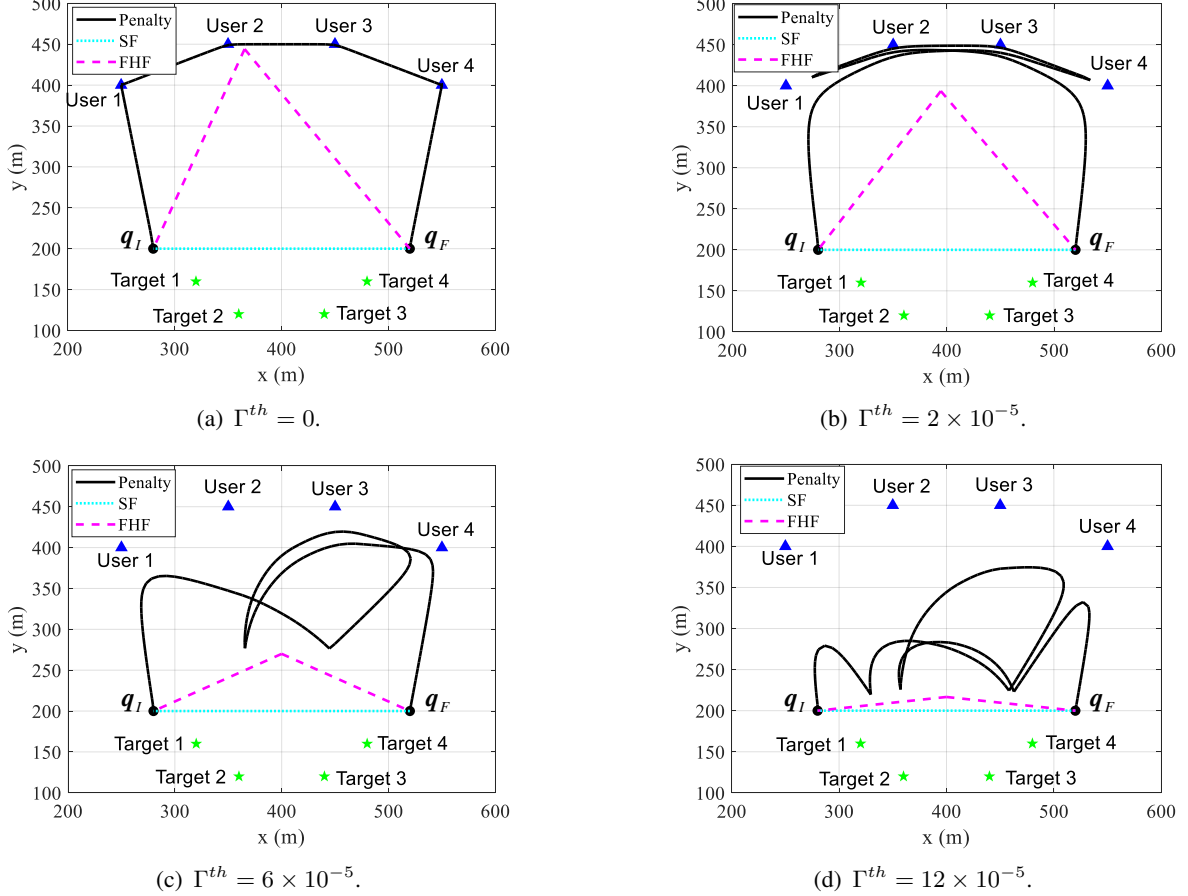 500
450
400
350
300
250
200
150
100
200
300
400
500
600
y (m)
x (m)
Penalty
SF
FHF
User 1
User 2
User 3
User 4
q_I
q_F
Target 1
Target 2
Target 3
Target 4
(a) Γ^{th} = 0.
500
450
400
350
300
250
200
150
100
200
300
400
500
600
y (m)
x (m)
Penalty
SF
FHF
User 1
User 2
User 3
User 4
q_I
q_F
Target 1
Target 2
Target 3
Target 4
(b) Γ^{th} = 2 × 10^{-5}.
500
450
400
350
300
250
200
150
100
200
300
400
500
600
y (m)
x (m)
Penalty
SF
FHF
User 1
User 2
User 3
User 4
q_I
q_F
Target 1
Target 2
Target 3
Target 4
(c) Γ^{th} = 6 × 10^{-5}.
500
450
400
350
300
250
200
150
100
200
300
400
500
600
y (m)
x (m)
Penalty
SF
FHF
User 1
User 2
User 3
User 4
q_I
q_F
Target 1
Target 2
Target 3
Target 4
(d) Γ^{th} = 12 × 10^{-5}.